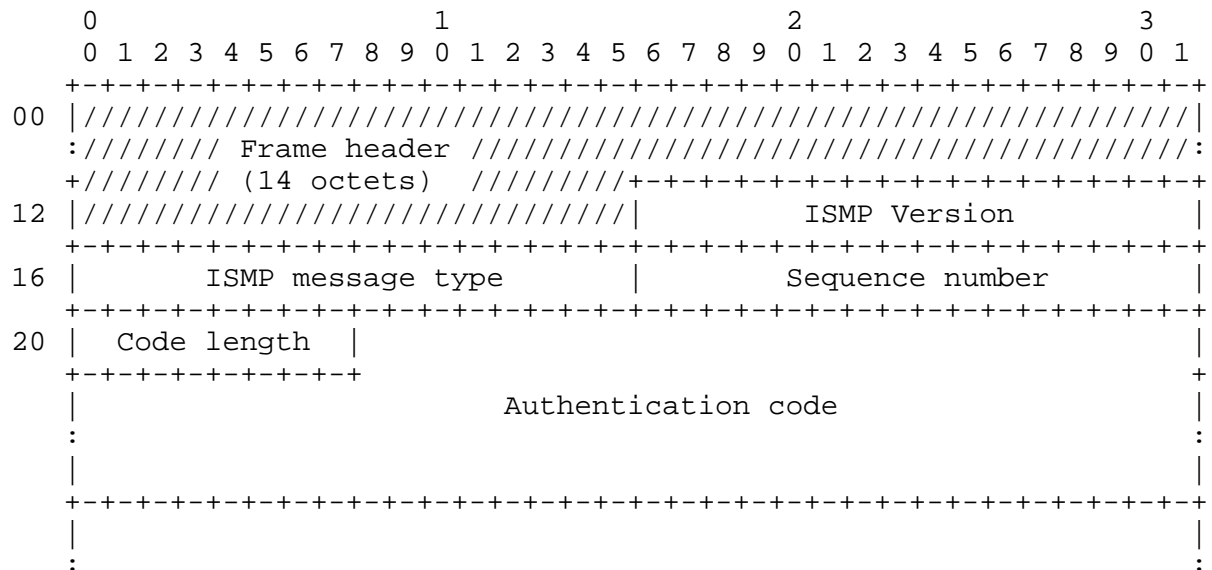 0                   1                   2                   3
     0 1 2 3 4 5 6 7 8 9 0 1 2 3 4 5 6 7 8 9 0 1 2 3 4 5 6 7 8 9 0 1
    +-+-+-+-+-+-+-+-+-+-+-+-+-+-+-+-+-+-+-+-+-+-+-+-+-+-+-+-+-+-+-+-+
00  |///////////////////////////////////////////////////////////////|
    ://////// Frame header /////////////////////////////////////////:
    +//////// (14 octets)  /////////+-+-+-+-+-+-+-+-+-+-+-+-+-+-+-+-+
12  |///////////////////////////////|         ISMP Version          |
    +-+-+-+-+-+-+-+-+-+-+-+-+-+-+-+-+-+-+-+-+-+-+-+-+-+-+-+-+-+-+-+-+
16  |       ISMP message type       |        Sequence number        |
    +-+-+-+-+-+-+-+-+-+-+-+-+-+-+-+-+-+-+-+-+-+-+-+-+-+-+-+-+-+-+-+-+
20  |  Code length  |                                               |
    +-+-+-+-+-+-+-+-+                                               +
    |                        Authentication code                    |
    :                                                               :
    |                                                               |
    +-+-+-+-+-+-+-+-+-+-+-+-+-+-+-+-+-+-+-+-+-+-+-+-+-+-+-+-+-+-+-+-+
    |                                                               |
    :                                                               :